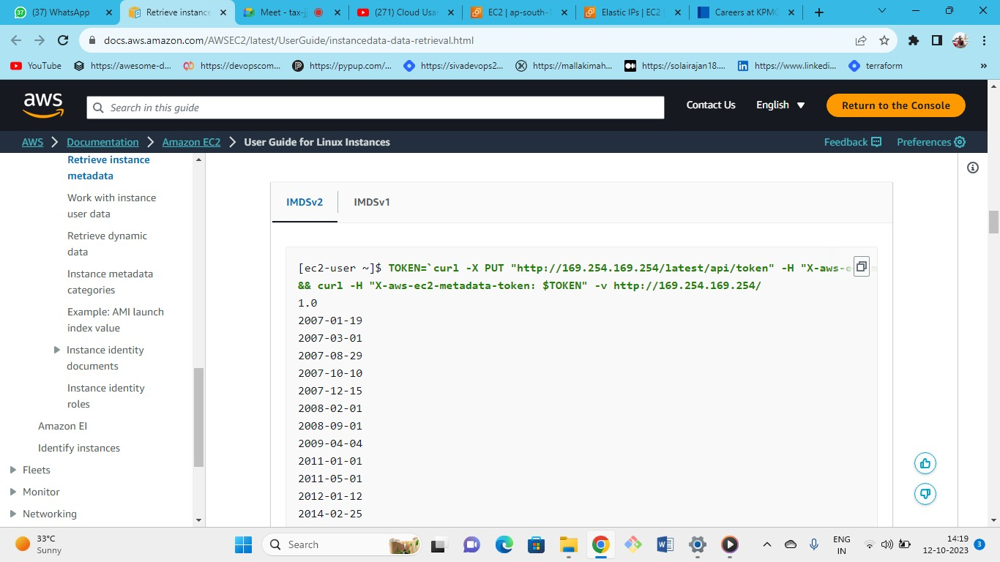 (37) WhatsApp
Retrieve instance
Meet - tax-j
(271) Cloud Usa
EC2 | ap-south-1
Elastic IPs | EC2 |
Careers at KPMG
docs.aws.amazon.com/AWSEC2/latest/UserGuide/instancedata-data-retrieval.html
YouTube
https://awesome-d...
https://devopscom...
https://pypup.com/...
https://sivadevops2...
https://mallakimah...
https://solairajan18....
https://www.linkedi...
terraform
»
aws
Search in this guide
Contact Us
English
Return to the Console
AWS
Documentation
Amazon EC2
User Guide for Linux Instances
Feedback
Preferences
Retrieve instance
metadata
Work with instance
user data
Retrieve dynamic
data
Instance metadata
categories
Example: AMI launch
index value
Instance identity
documents
Instance identity
roles
Amazon EI
Identify instances
Fleets
Monitor
Networking
IMDSv2
IMDSv1
[ec2-user ~]$ TOKEN=`curl -X PUT "http://169.254.169.254/latest/api/token" -H "X-aws-e
&& curl -H "X-aws-ec2-metadata-token: $TOKEN" -v http://169.254.169.254/
1.0
2007-01-19
2007-03-01
2007-08-29
2007-10-10
2007-12-15
2008-02-01
2008-09-01
2009-04-04
2011-01-01
2011-05-01
2012-01-12
2014-02-25
33°C
Sunny
Search
ENG
IN
14:19
12-10-2023
3